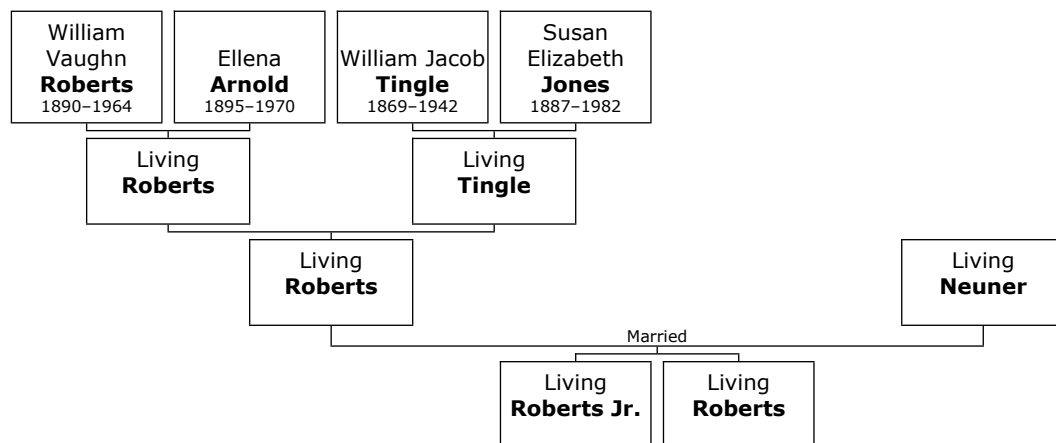 William
Vaughn
Roberts
1890–1964
Ellena
Arnold
1895–1970
William Jacob
Tingle
1869–1942
Susan
Elizabeth
Jones
1887–1982
Living
Roberts
Living
Tingle
Living
Roberts
Living
Neuner
Married
Living
Roberts Jr.
Living
Roberts